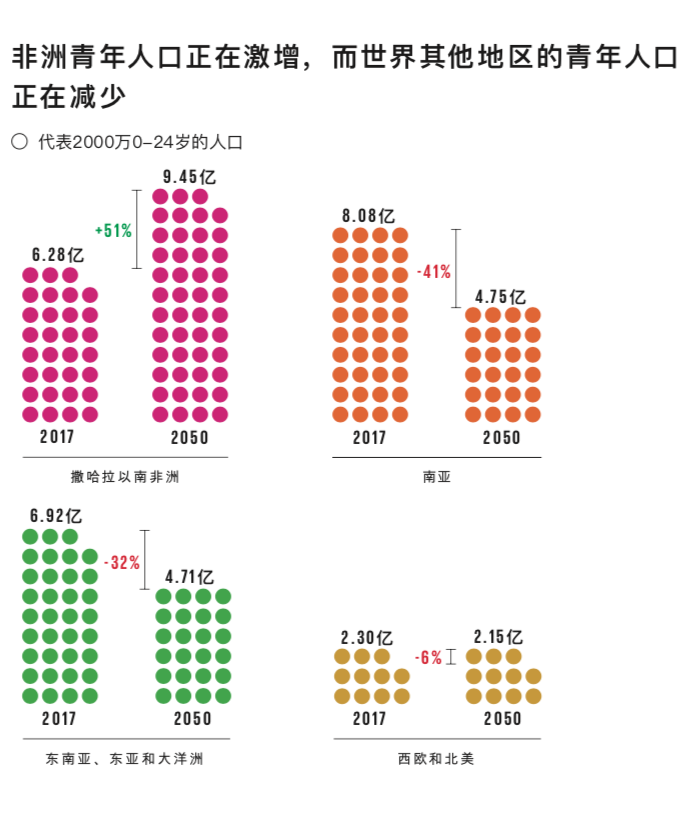 非洲青年人口正在激增，而世界其他地区的青年人口
正在减少
代表2000万0–24岁的人口
9.45亿
+51%
6.28亿
2017
2050
撒哈拉以南非洲
8.08亿
-41%
4.75亿
2017
2050
南亚
6.92亿
-32%
4.71亿
2017
2050
东南亚、东亚和大洋洲
2.30亿
-6%
2.15亿
2017
2050
西欧和北美